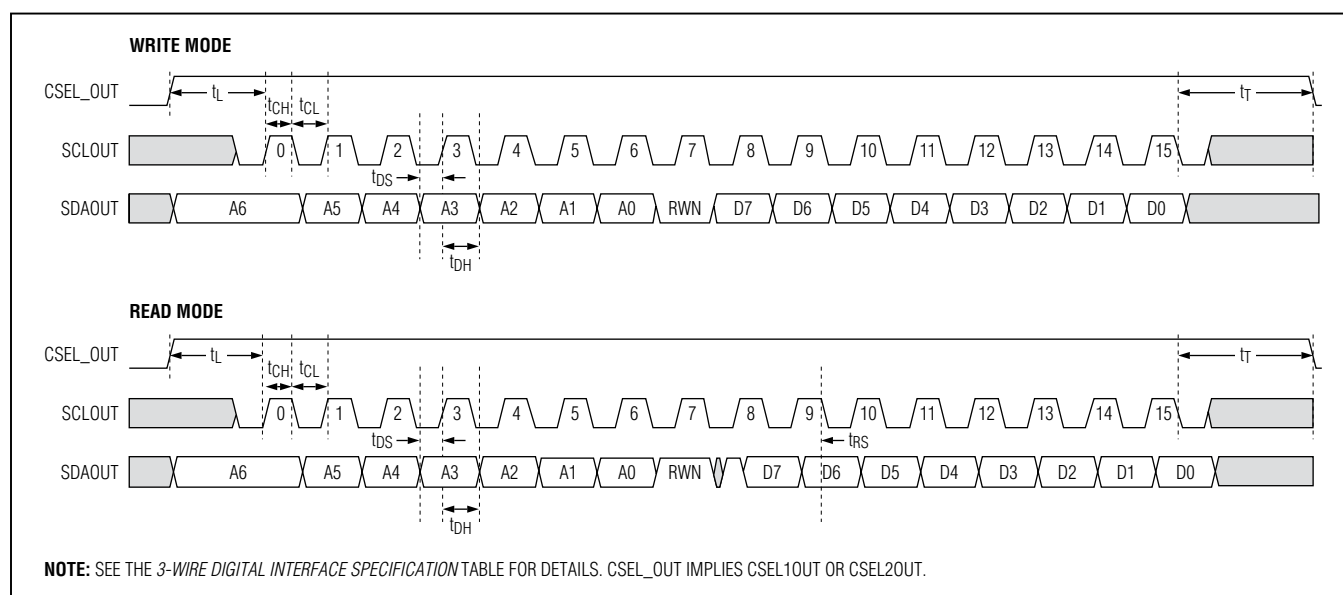 WRITE MODE
CSEL_OUT
tL
tCH
tCL
tT
SCLOUT
0 1 2 3 4 5 6 7 8 9 10 11 12 13 14 15
tDS
SDAOUT
A6 A5 A4 A3 A2 A1 A0 RWN D7 D6 D5 D4 D3 D2 D1 D0
tDH
READ MODE
CSEL_OUT
tL
tCH
tCL
tT
SCLOUT
0 1 2 3 4 5 6 7 8 9 10 11 12 13 14 15
tDS
tRS
SDAOUT
A6 A5 A4 A3 A2 A1 A0 RWN D7 D6 D5 D4 D3 D2 D1 D0
tDH
NOTE: SEE THE 3-WIRE DIGITAL INTERFACE SPECIFICATION TABLE FOR DETAILS. CSEL_OUT IMPLIES CSEL1OUT OR CSEL2OUT.